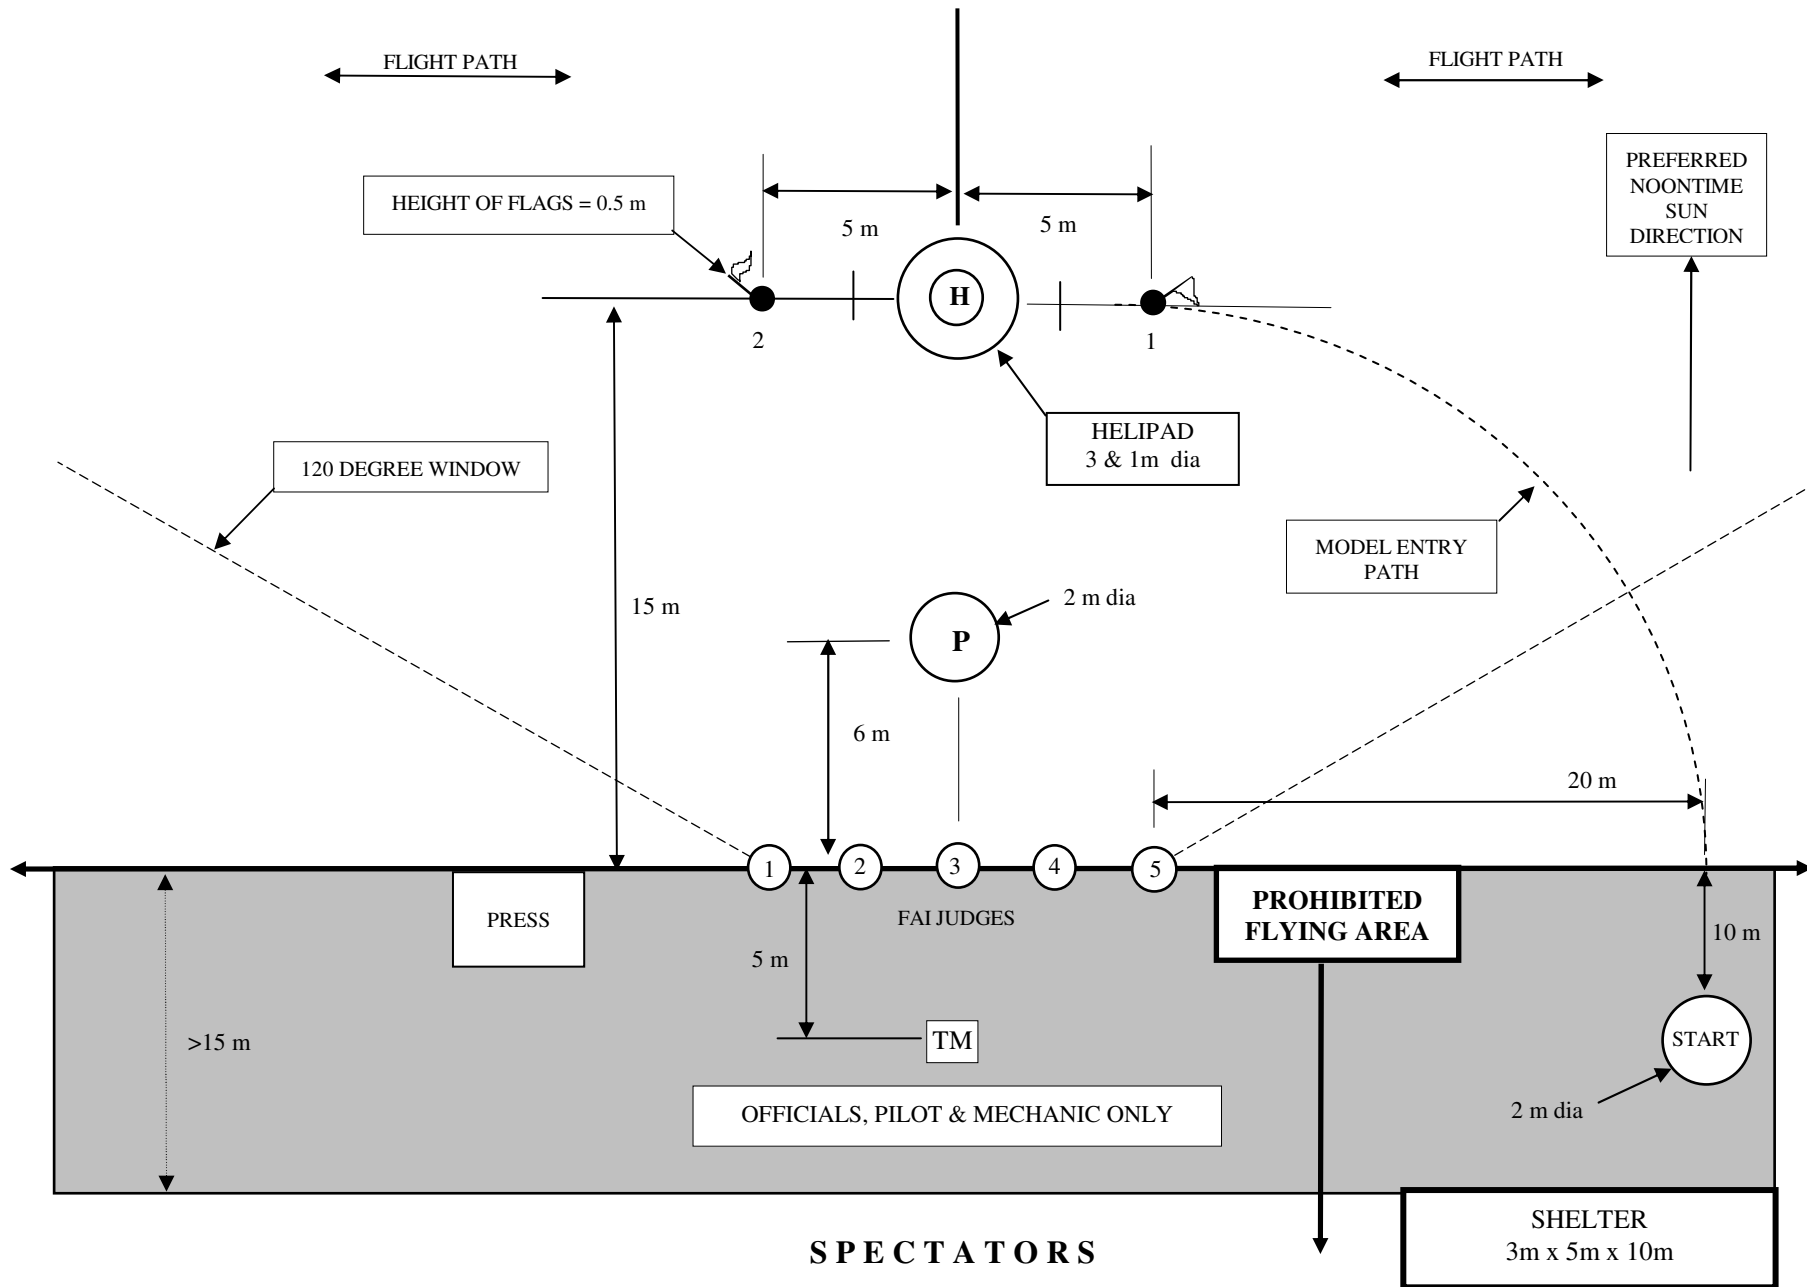 FLIGHT PATH
FLIGHT PATH
PREFERRED
NOONTIME
SUN
DIRECTION
HEIGHT OF FLAGS = 0.5 m
5 m
5 m
H
2
1
HELIPAD
3 & 1m dia
120 DEGREE WINDOW
MODEL ENTRY
PATH
15 m
2 m dia
P
6 m
20 m
1
2
3
4
5
PRESS
FAI JUDGES
PROHIBITED
FLYING AREA
10 m
5 m
>15 m
TM
START
2 m dia
OFFICIALS, PILOT & MECHANIC ONLY
SHELTER
3m x 5m x 10m
SPECTATORS